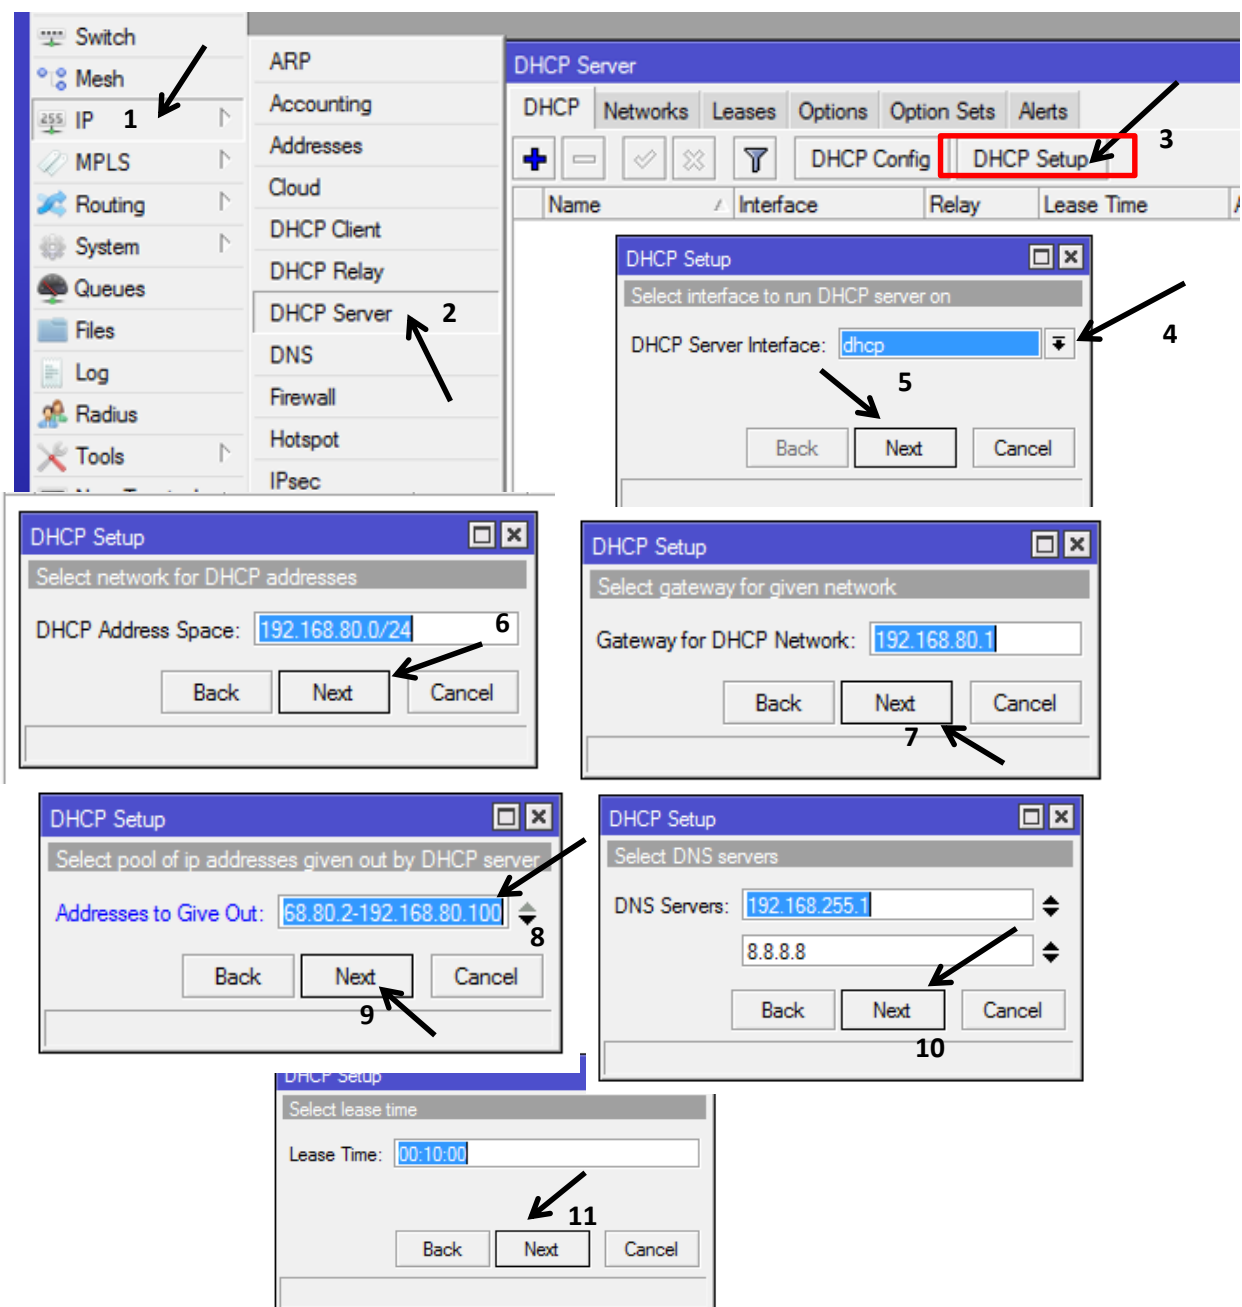 Switch
Mesh
IP
1
MPLS
Routing
System
Queues
Files
Log
Radius
Tools
ARP
Accounting
Addresses
Cloud
DHCP Client
DHCP Relay
DHCP Server
2
DNS
Firewall
Hotspot
IPsec
DHCP Server
DHCP Networks Leases Options Option Sets Alerts
3
DHCP Config DHCP Setup
Name Interface Relay Lease Time A
DHCP Setup
Select interface to run DHCP server on
DHCP Server Interface: dhcp
4
5
Back Next Cancel
DHCP Setup
Select network for DHCP addresses
DHCP Address Space: 192.168.80.0/24
6
Back Next Cancel
DHCP Setup
Select gateway for given network
Gateway for DHCP Network: 192.168.80.1
Back Next Cancel
7
DHCP Setup
Select pool of ip addresses given out by DHCP server
Addresses to Give Out: 68.80.2-192.168.80.100
8
Back Next Cancel
9
DHCP Setup
Select DNS servers
DNS Servers: 192.168.255.1
8.8.8.8
Back Next Cancel
10
DHCP Setup
Select lease time
Lease Time: 00:10:00
11
Back Next Cancel